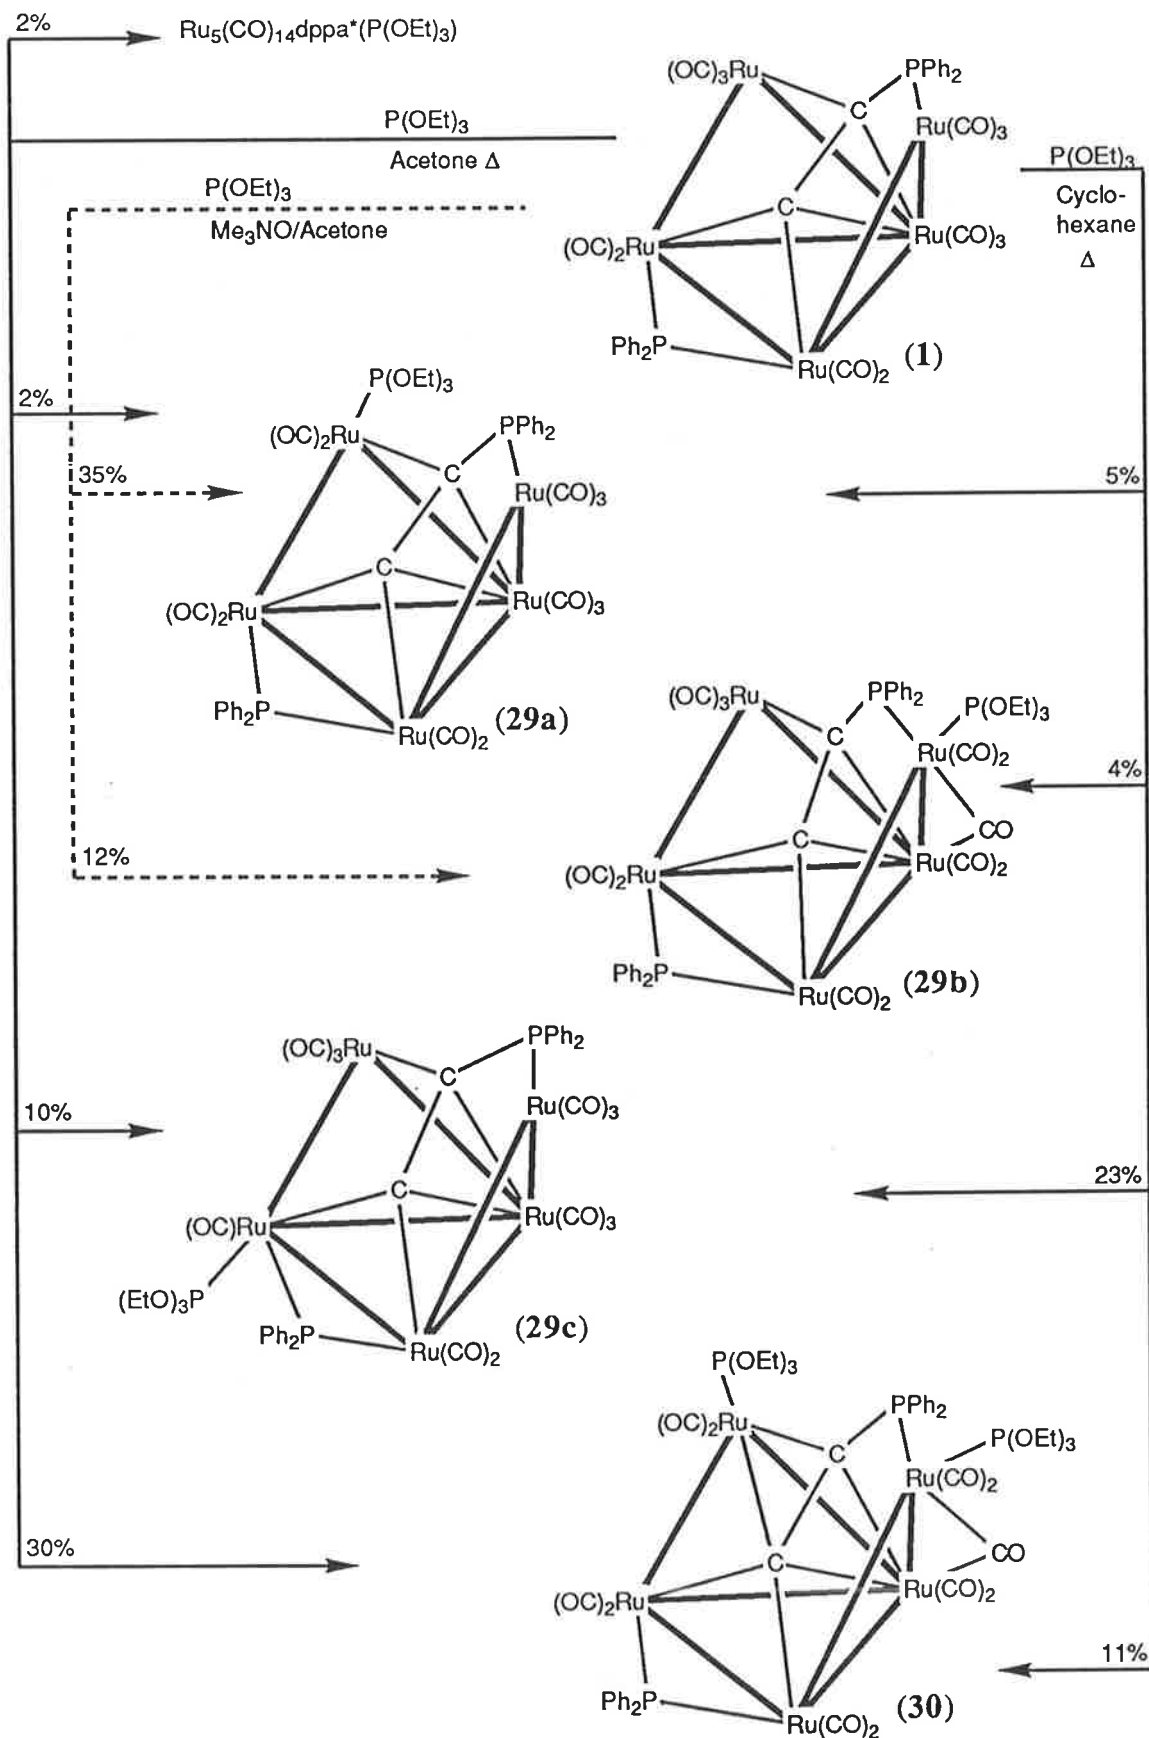 2%
Ru5(CO)14dppa*(P(OEt)3)
P(OEt)3
Acetone Δ
P(OEt)3
Me3NO/Acetone
(OC)3Ru
PPh2
C
Ru(CO)3
C
(OC)2Ru
Ru(CO)3
Ph2P
Ru(CO)2
(1)
P(OEt)3
Cyclo-
hexane
Δ
2%
35%
5%
P(OEt)3
(OC)2Ru
PPh2
C
Ru(CO)3
C
(OC)2Ru
Ru(CO)3
Ph2P
Ru(CO)2
(29a)
12%
4%
(OC)3Ru
PPh2
P(OEt)3
C
Ru(CO)2
CO
C
(OC)2Ru
Ru(CO)2
Ph2P
Ru(CO)2
(29b)
10%
23%
(OC)3Ru
PPh2
C
Ru(CO)3
C
(OC)Ru
Ru(CO)3
(EtO)3P
Ph2P
Ru(CO)2
(29c)
30%
11%
P(OEt)3
(OC)2Ru
PPh2
P(OEt)3
C
Ru(CO)2
CO
C
(OC)2Ru
Ru(CO)2
Ph2P
Ru(CO)2
(30)